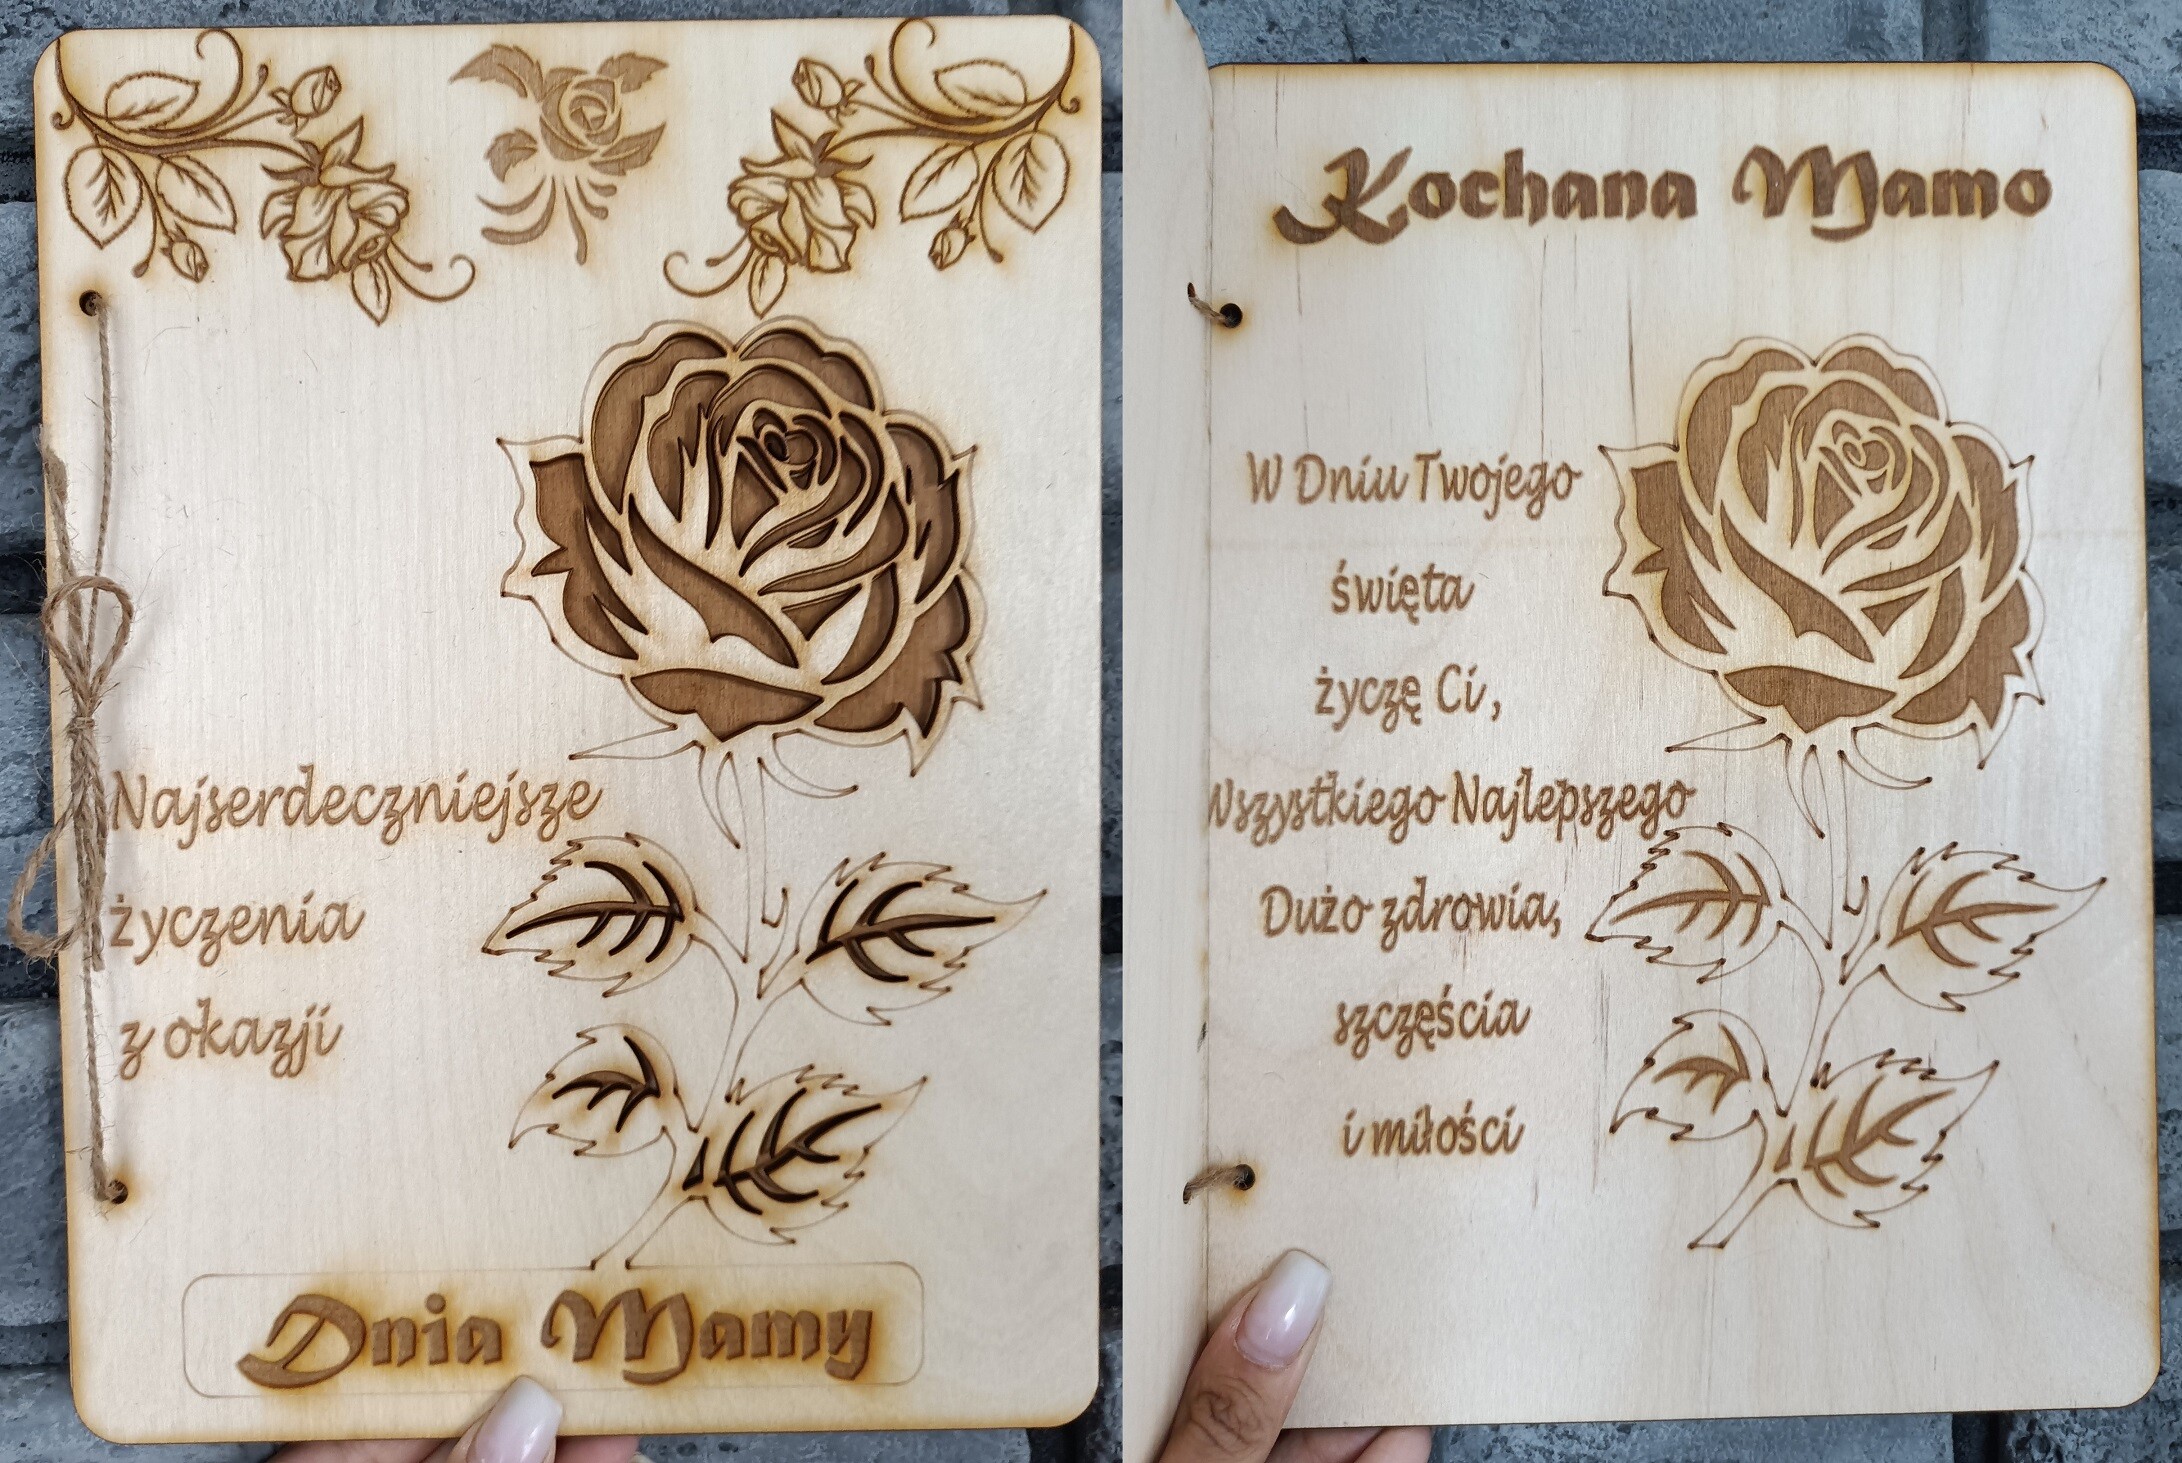 Najserdeczniejsze
życzenia
z okazji
Dnia Mamy
Kochana Mamo
W Dniu Twojego
święta
życzę Ci,
Wszystkiego Najlepszego
Dużo zdrowia,
szczęścia
i miłości